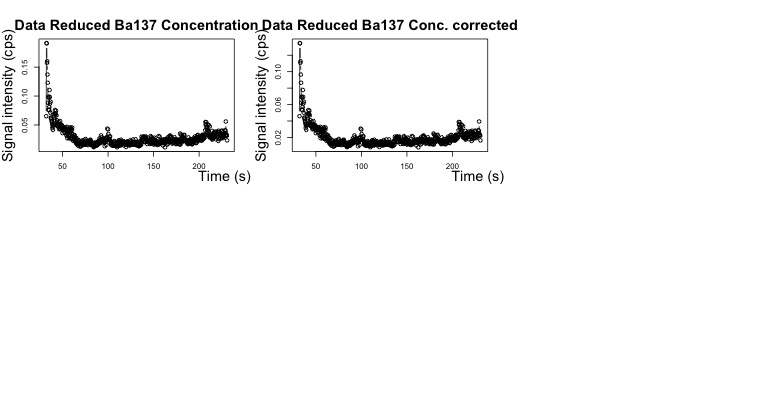 Data Reduced Ba137 Concentration
Signal intensity (cps)
0.05
0.10
0.15
50
100
150
200
Time (s)
Data Reduced Ba137 Conc. corrected
Signal intensity (cps)
0.02
0.06
0.10
50
100
150
200
Time (s)